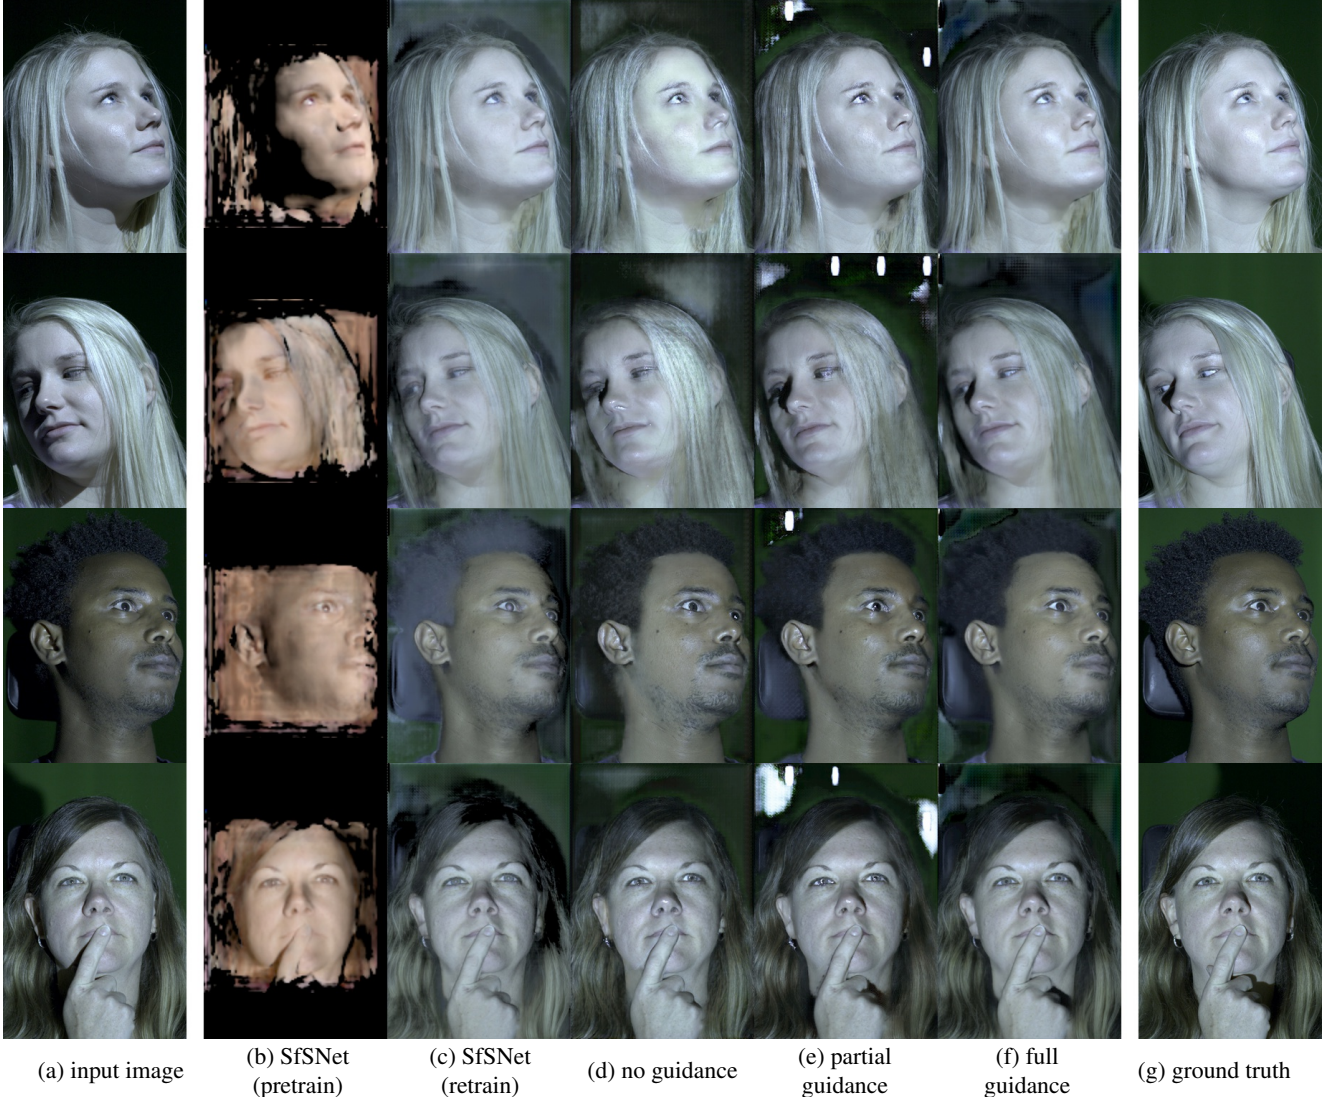 (a) input image
(b) SfSNet
(pretrain)
(c) SfSNet
(retrain)
(d) no guidance
(e) partial
guidance
(f) full
guidance
(g) ground truth